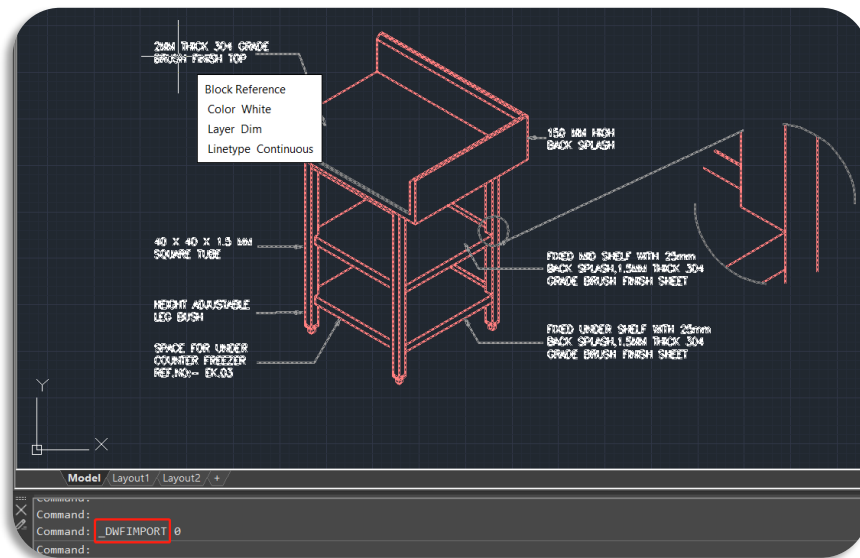 2MM THICK 304 GRADE
BRUSH FINISH TOP
Block Reference
Color White
Layer Dim
Linetype Continuous
150 MM HIGH
BACK SPLASH
40 X 40 X 1.5 MM
SQUARE TUBE
FIXED MID SHELF WITH 25mm
BACK SPLASH,1.5MM THICK 304
GRADE BRUSH FINISH SHEET
HEIGHT ADJUSTABLE
LEG BUSH
FIXED UNDER SHELF WITH 25mm
BACK SPLASH,1.5MM THICK 304
GRADE BRUSH FINISH SHEET
SPACE FOR UNDER
COUNTER FREEZER
REF.NO:- EK.03
Y
X
Model Layout1 Layout2 +
Command:
Command:
Command: _DWFIMPORT 0
Command: